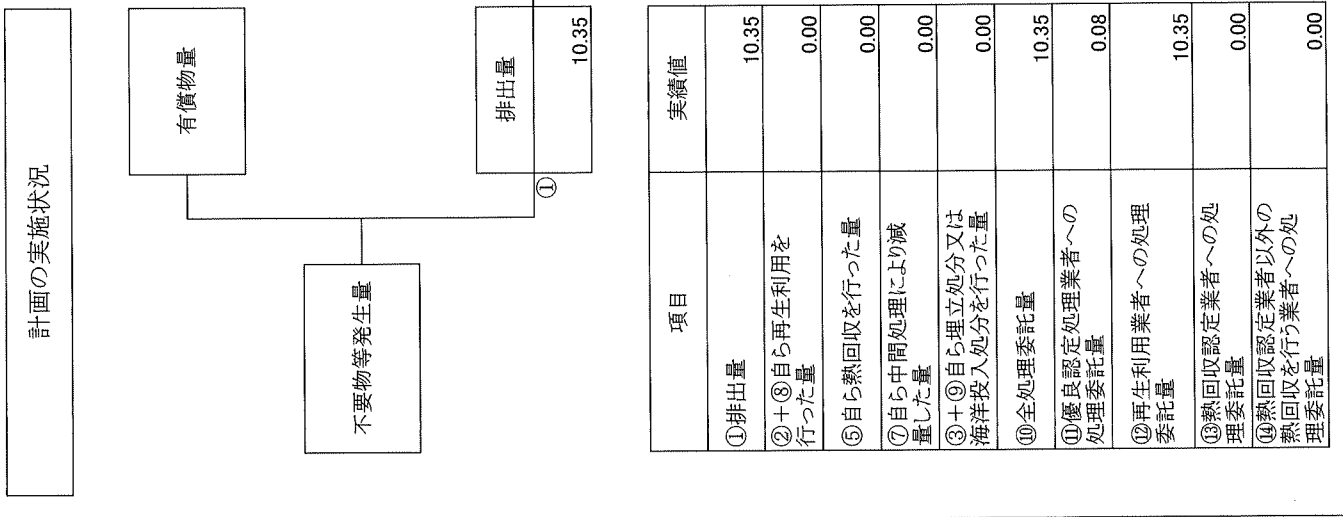 計画の実施状況
有償物量
不要物等発生量
排出量
①
10.35
項目
実績値
①排出量
10.35
②+⑧自ら再生利用を
行った量
0.00
⑤自ら熱回収を行った量
0.00
⑦自ら中間処理により減
量した量
0.00
③+⑨自ら埋立処分又は
海洋投入処分を行った量
0.00
⑩全処理委託量
10.35
⑪優良認定処理業者への
処理委託量
0.08
⑫再生利用業者への処理
委託量
10.35
⑬熱回収認定業者への処
理委託量
0.00
⑭熱回収認定業者以外の
熱回収を行う業者への処
理委託量
0.00